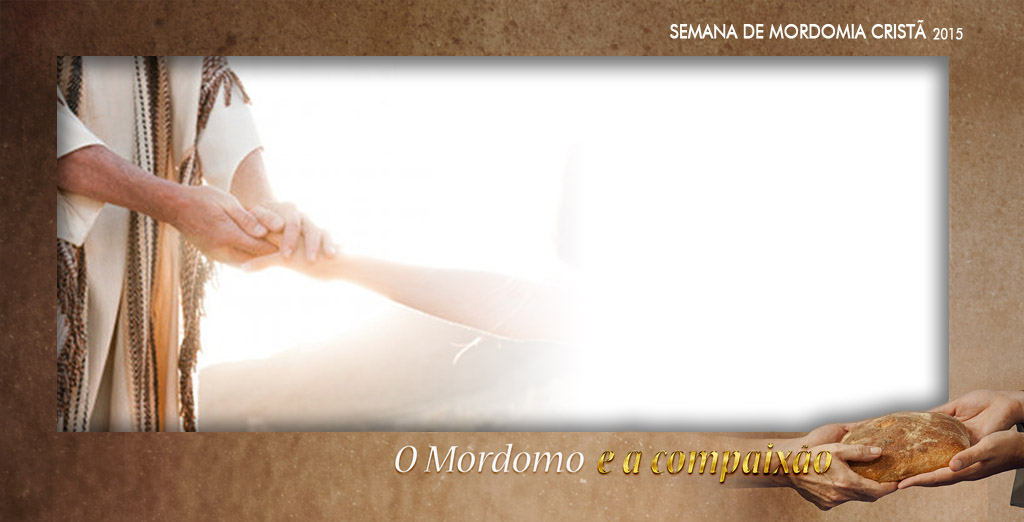 SEMANA DE MORDOMIA CRISTÃ 2015
O Mordomo e a compaixão